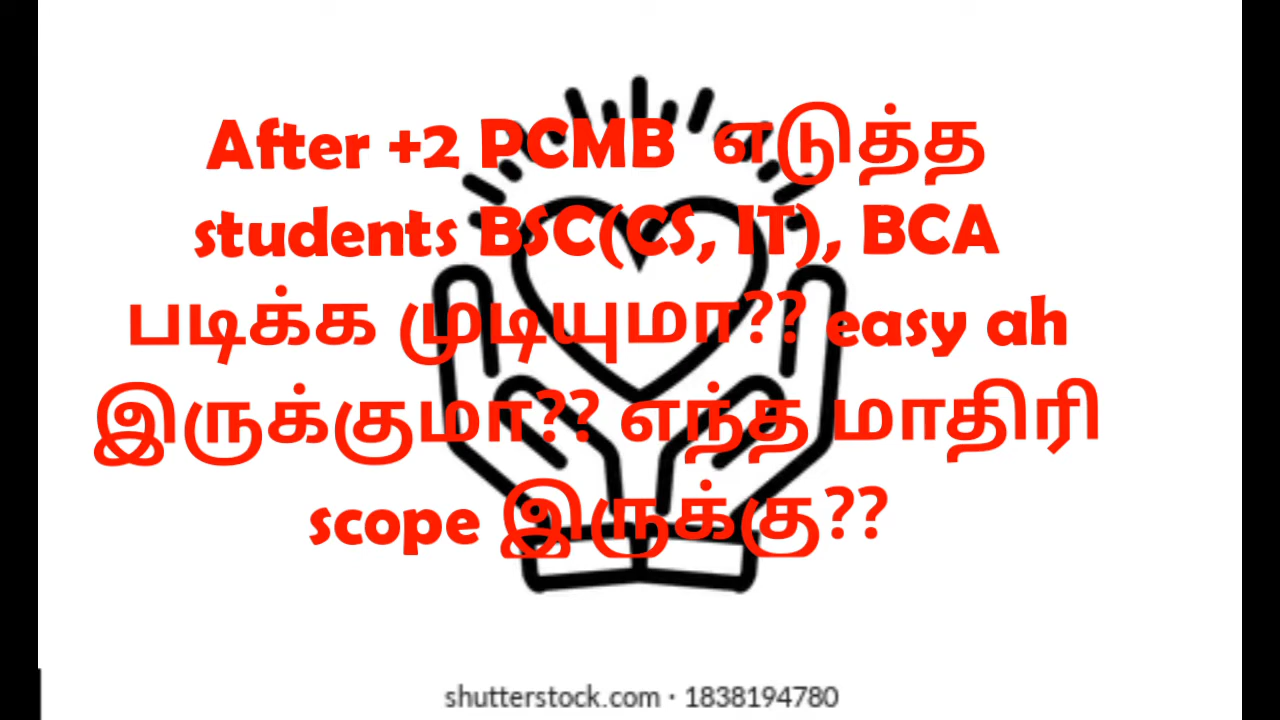 After +2 PCMB எடுத்த
students BSC(CS, IT), BCA
படிக்க முடியுமா?? easy ah
இருக்குமா?? எந்த மாதிரி
scope இருக்கு??
shutterstock.com · 1838194780